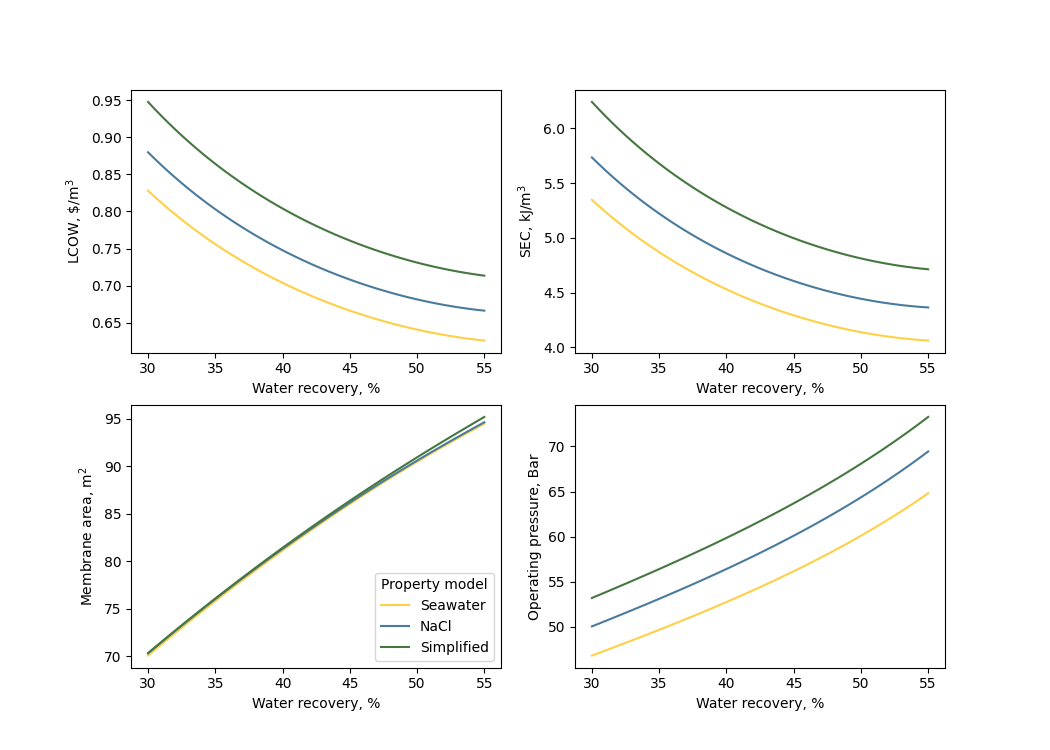 0.95
0.90
0.85
0.80
0.75
0.70
0.65
LCOW, $/m³
30 35 40 45 50 55
Water recovery, %
6.0
5.5
5.0
4.5
4.0
SEC, kJ/m³
30 35 40 45 50 55
Water recovery, %
95
90
85
80
75
70
Membrane area, m²
Property model
Seawater
NaCl
Simplified
30 35 40 45 50 55
Water recovery, %
70
65
60
55
50
Operating pressure, Bar
30 35 40 45 50 55
Water recovery, %